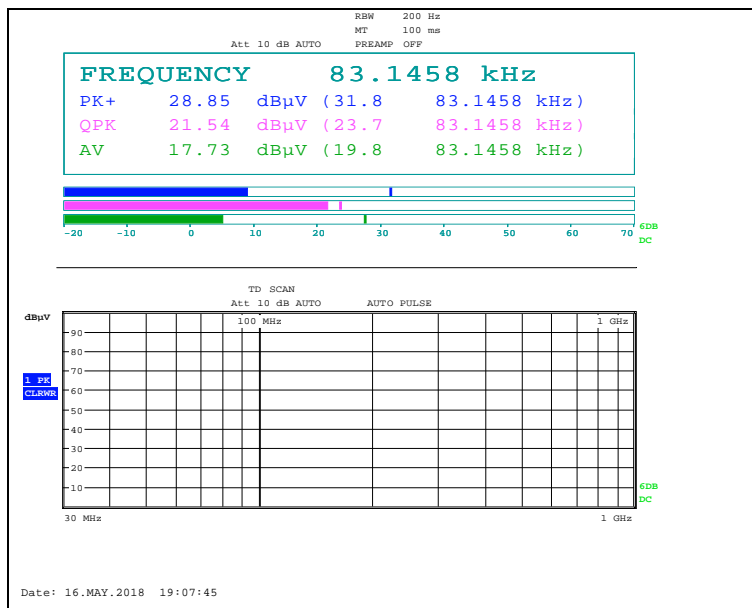 RBW 200 Hz
MT 100 ms
Att 10 dB AUTO PREAMP OFF
FREQUENCY 83.1458 kHz
PK+ 28.85 dBµV (31.8 83.1458 kHz)
QPK 21.54 dBµV (23.7 83.1458 kHz)
AV 17.73 dBµV (19.8 83.1458 kHz)
-20 -10 0 10 20 30 40 50 60 70
6DB
DC
TD SCAN
Att 10 dB AUTO AUTO PULSE
dBµV
100 MHz 1 GHz
90
80
70
1 PK
CLRWR
60
50
40
30
20
10
6DB
DC
30 MHz 1 GHz
Date: 16.MAY.2018 19:07:45